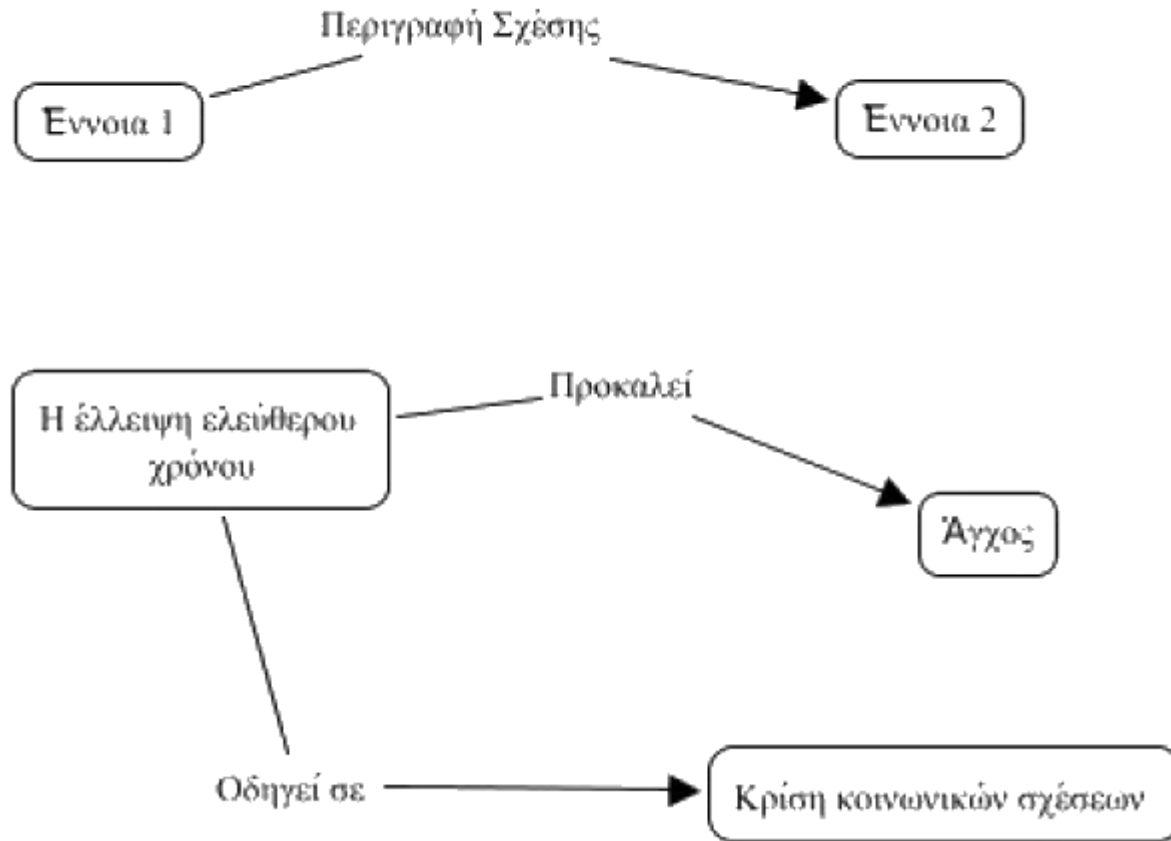 Περιγραφή Σχέσης
Έννοια 1
Έννοια 2
Προκαλεί
Η έλλειψη ελεύθερου
χρόνου
Άγχος
Οδηγεί σε
Κρίση κοινωνικών σχέσεων